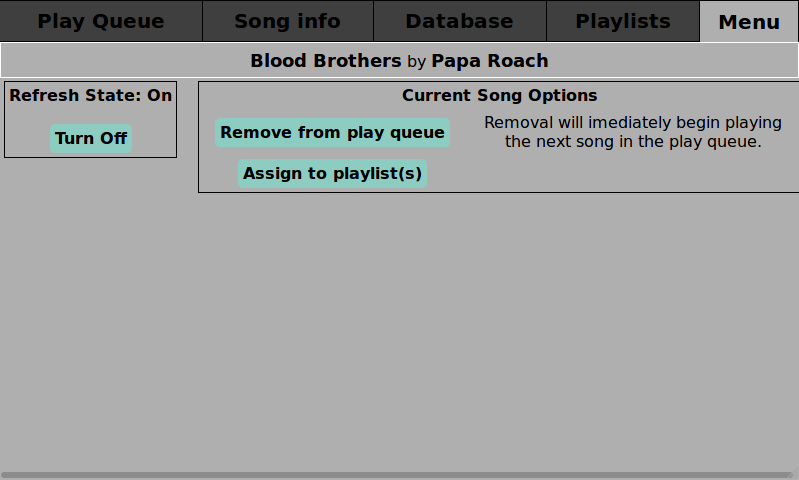 Play Queue Song info Database Playlists Menu
Blood Brothers by Papa Roach
Refresh State: On
Turn Off
Current Song Options
Remove from play queue
Assign to playlist(s)
Removal will imediately begin playing
the next song in the play queue.